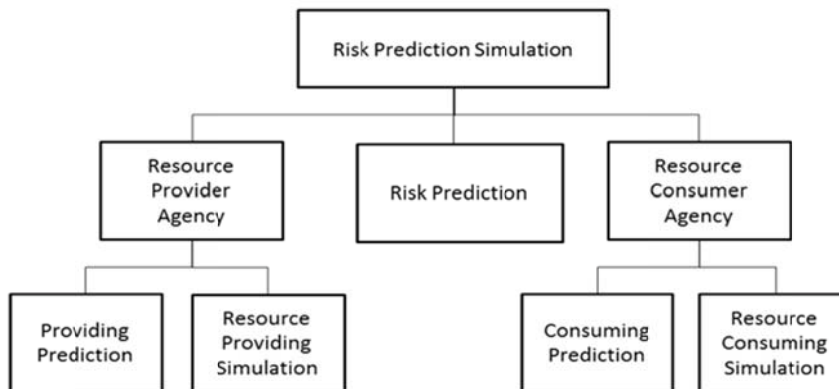 Risk Prediction Simulation
Resource
Provider
Agency
Risk Prediction
Resource
Consumer
Agency
Providing
Prediction
Resource
Providing
Simulation
Consuming
Prediction
Resource
Consuming
Simulation